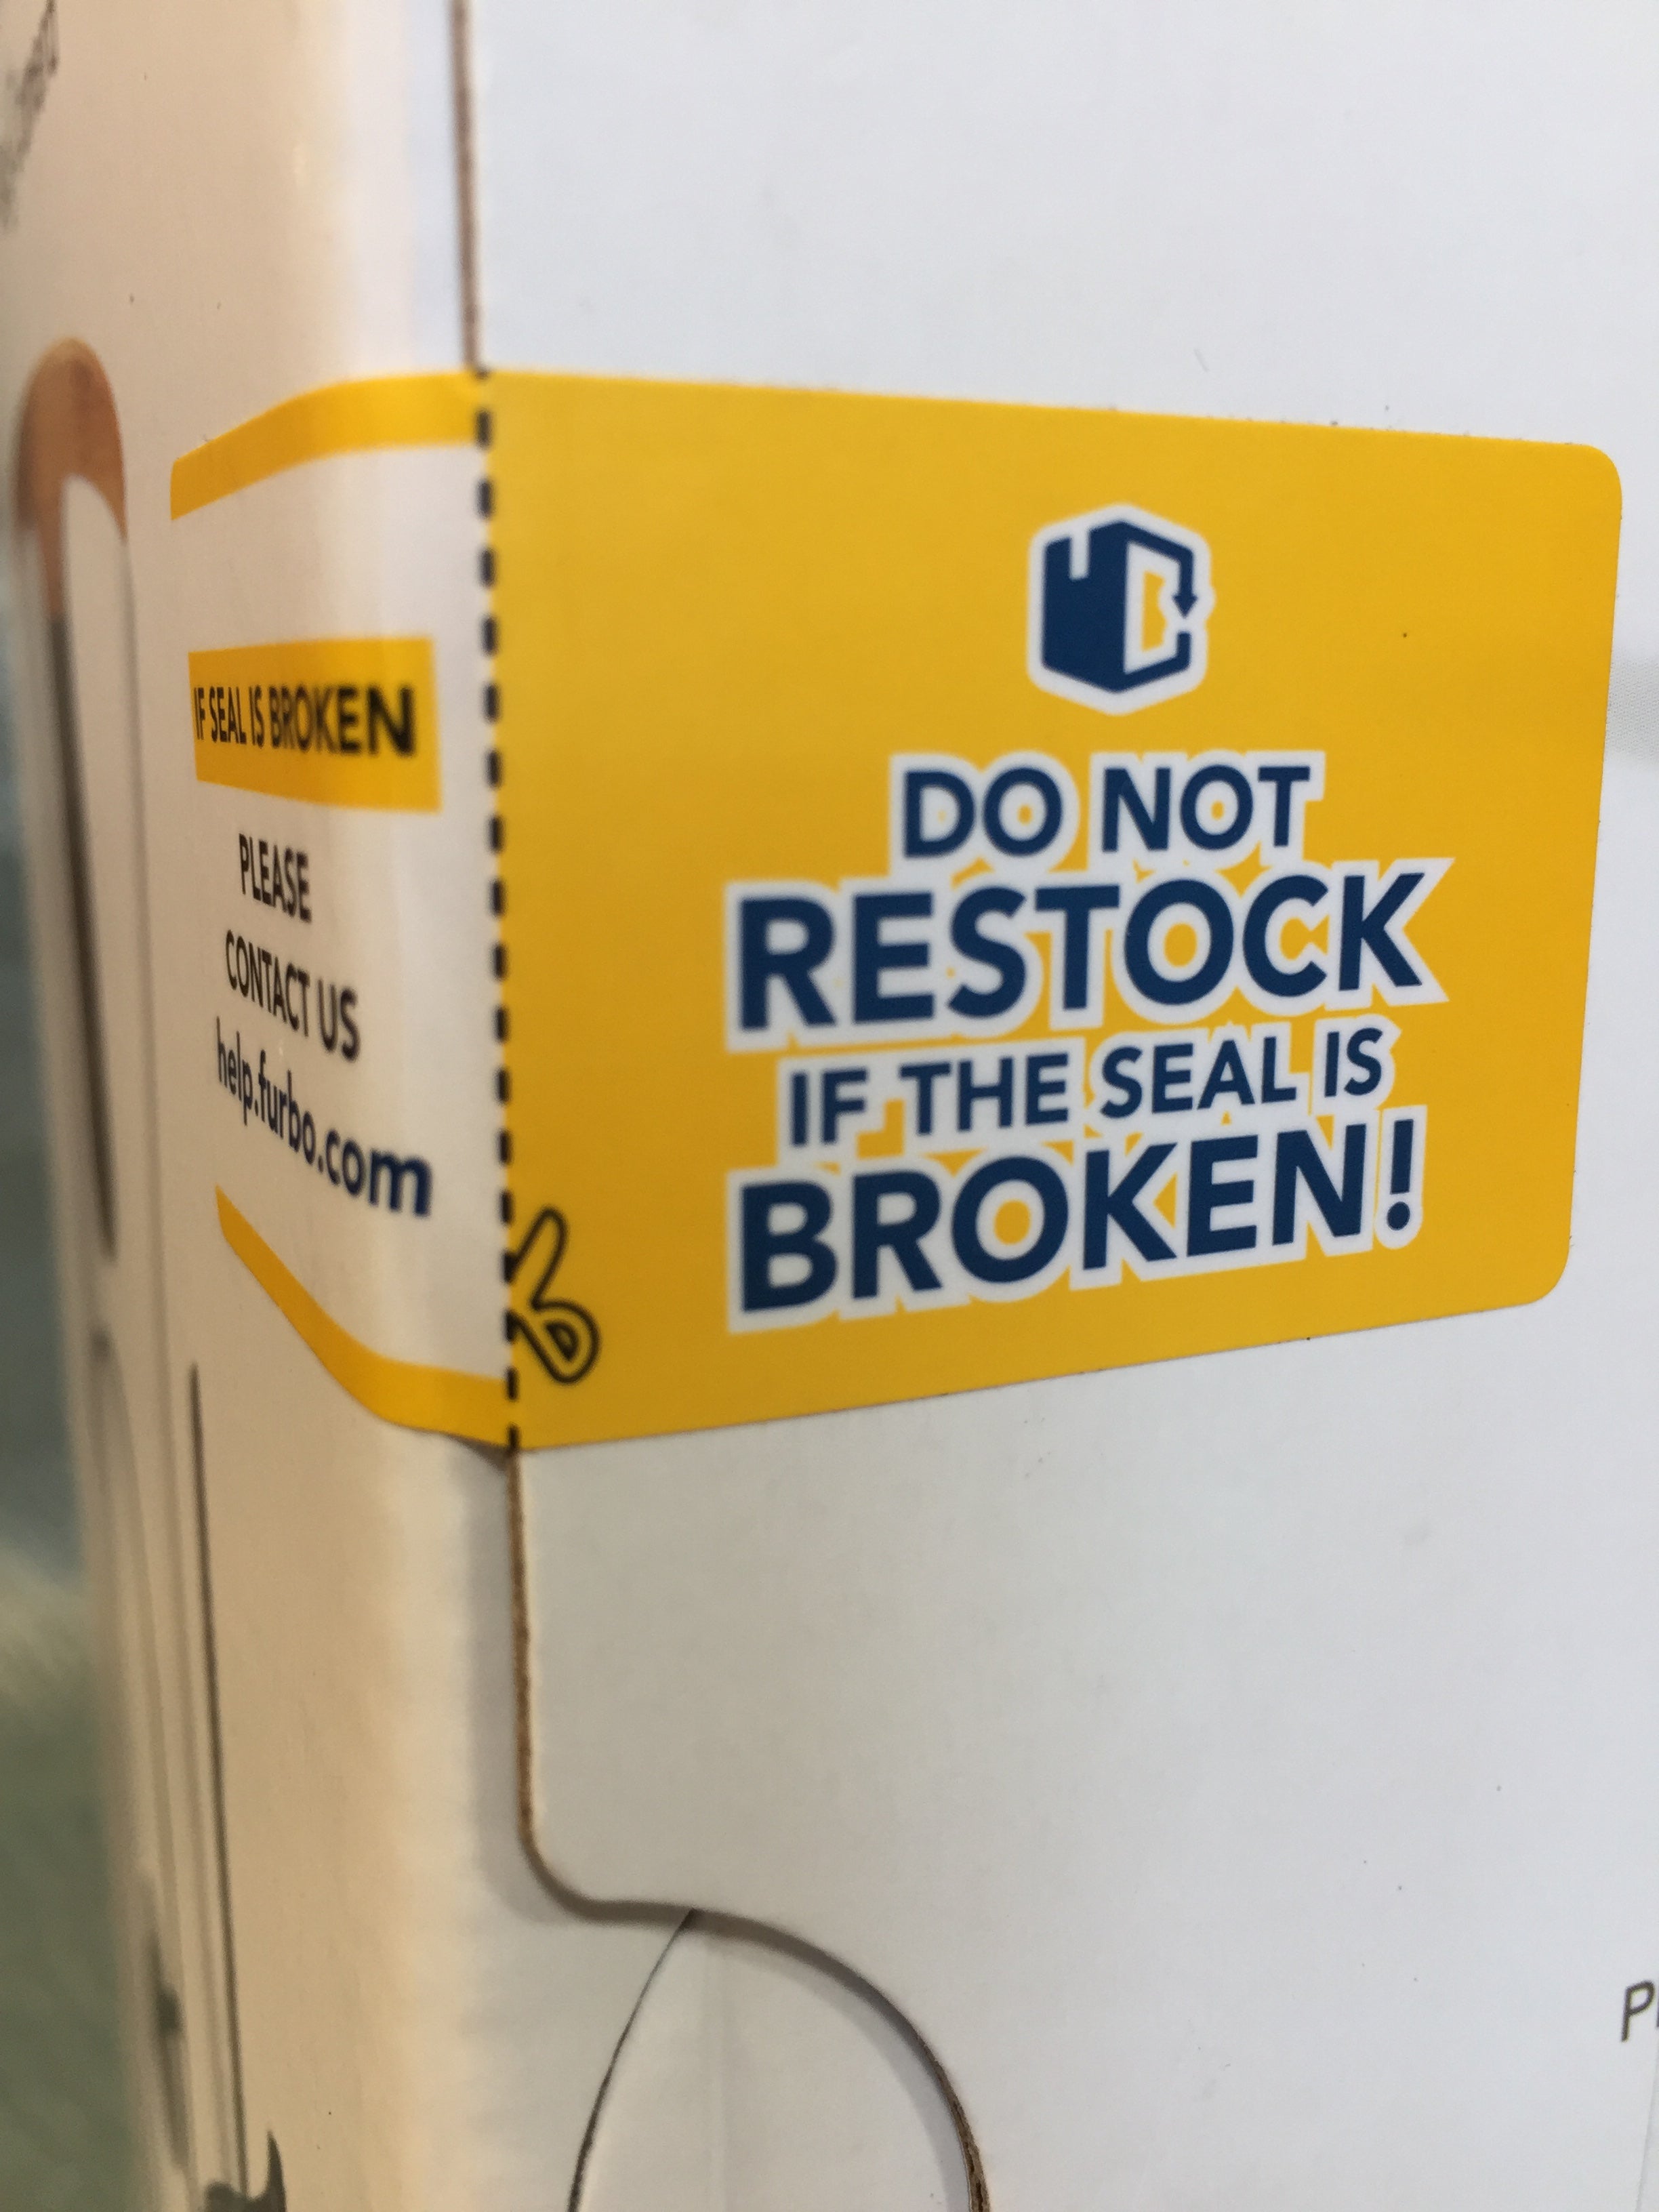 IF SEAL IS BROKEN
PLEASE
CONTACT US
help.furbo.com
DO NOT
RESTOCK
IF THE SEAL IS
BROKEN!